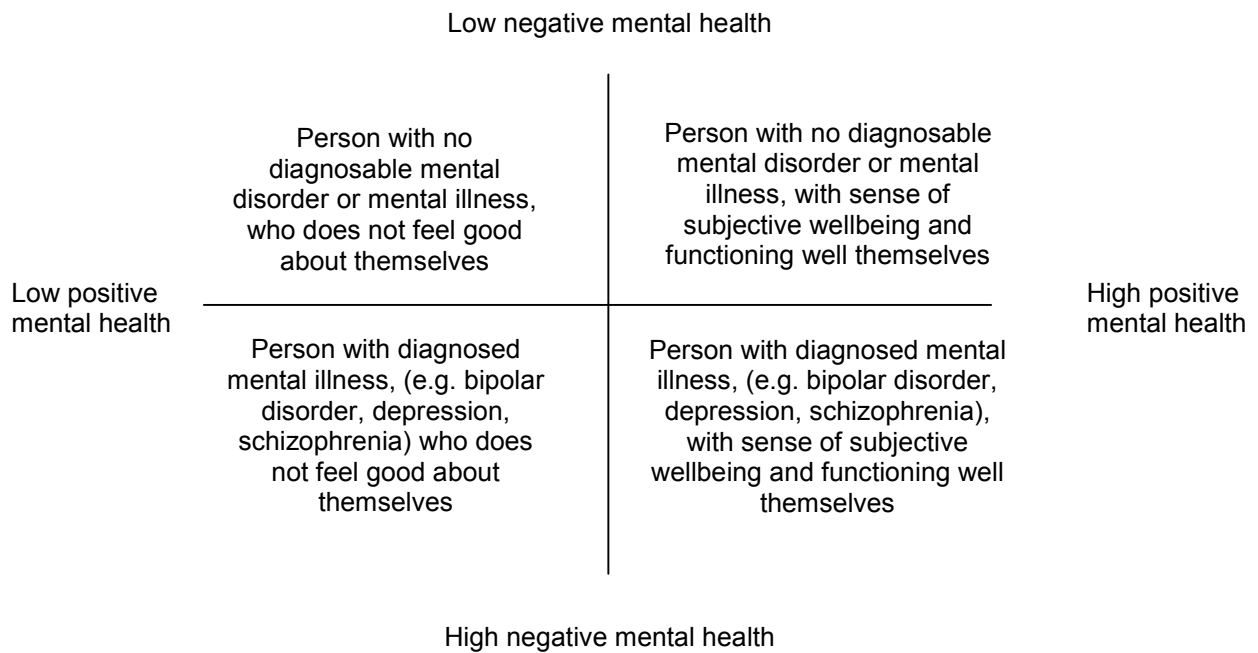 Low negative mental health
Person with no
diagnosable mental
disorder or mental illness,
who does not feel good
about themselves
Person with no diagnosable
mental disorder or mental
illness, with sense of
subjective wellbeing and
functioning well themselves
Low positive
mental health
High positive
mental health
Person with diagnosed
mental illness, (e.g. bipolar
disorder, depression,
schizophrenia) who does
not feel good about
themselves
Person with diagnosed mental
illness, (e.g. bipolar disorder,
depression, schizophrenia),
with sense of subjective
wellbeing and functioning well
themselves
High negative mental health